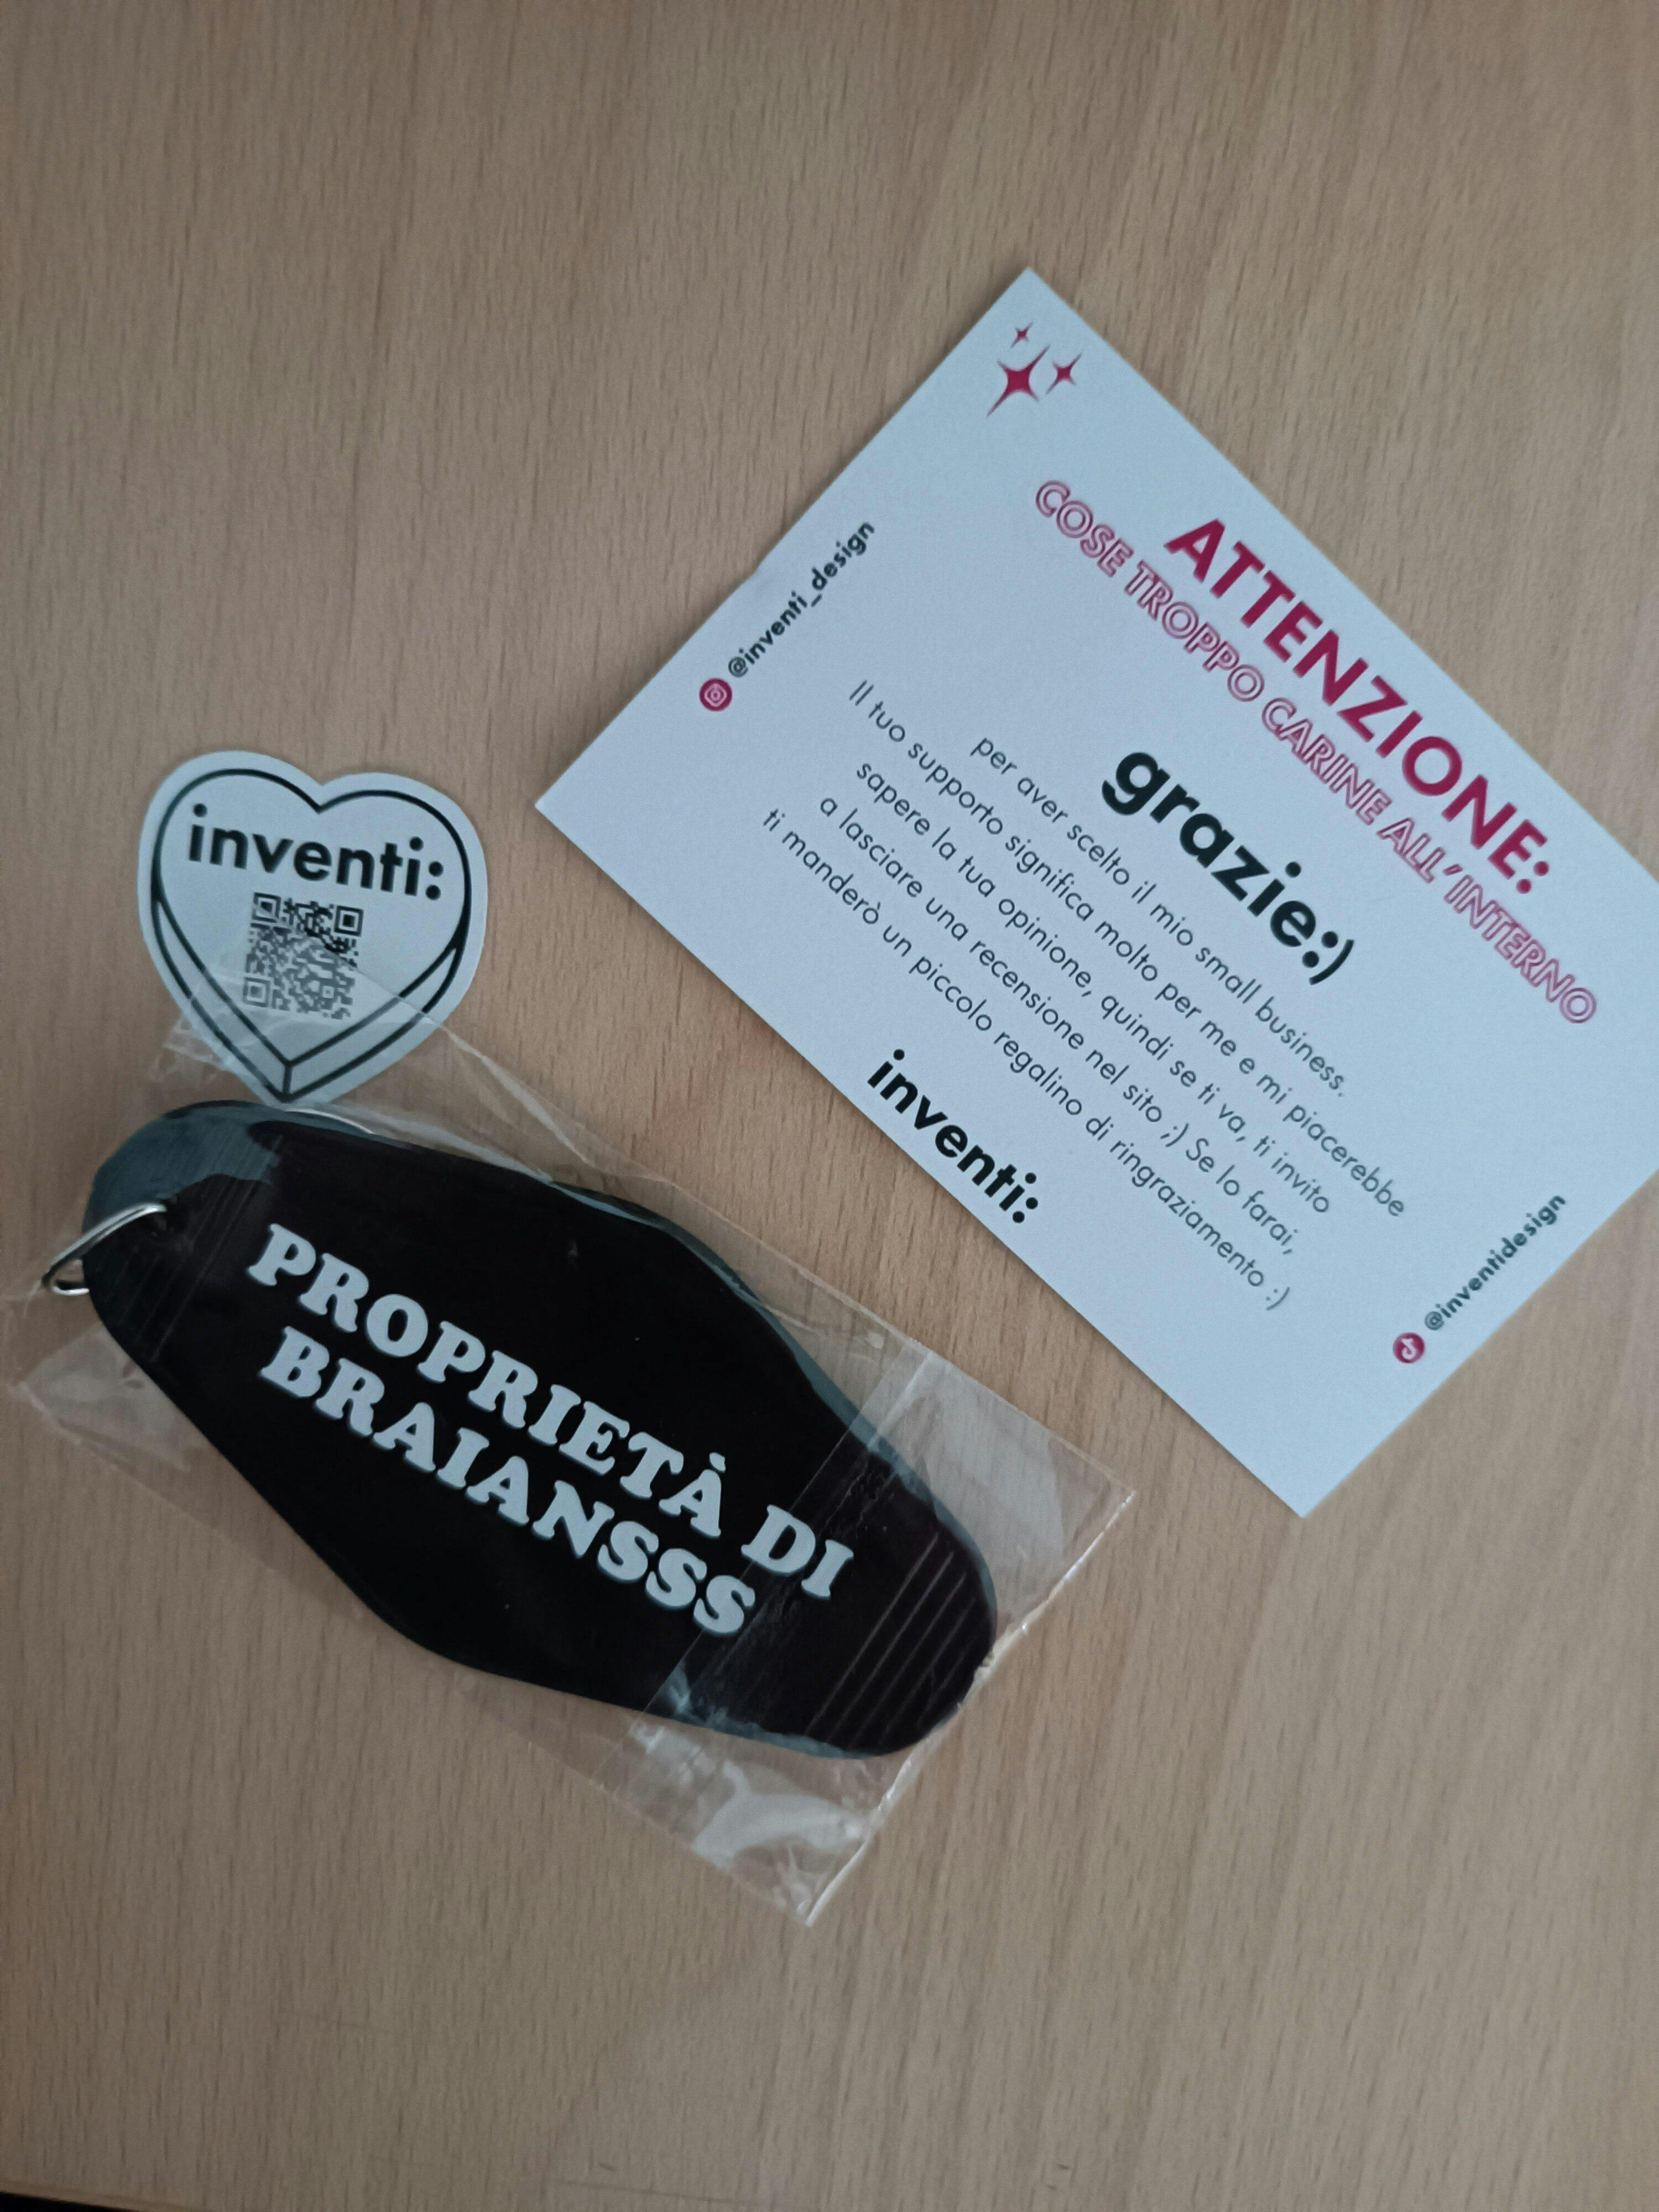 ATTENZIONE:
COSE TROPPO CARINE ALL'INTERNO
grazie:)
per aver scelto il mio small business.
Il tuo supporto significa molto per me e mi piacerebbe
sapere la tua opinione, quindi se ti va, ti invito
a lasciare una recensione nel sito ;) Se lo farai,
ti manderò un piccolo regalino di ringraziamento :)
inventi:
@inventi_design
@inventidesign
inventi:
PROPRIETÀ DI
BRAIANSSS